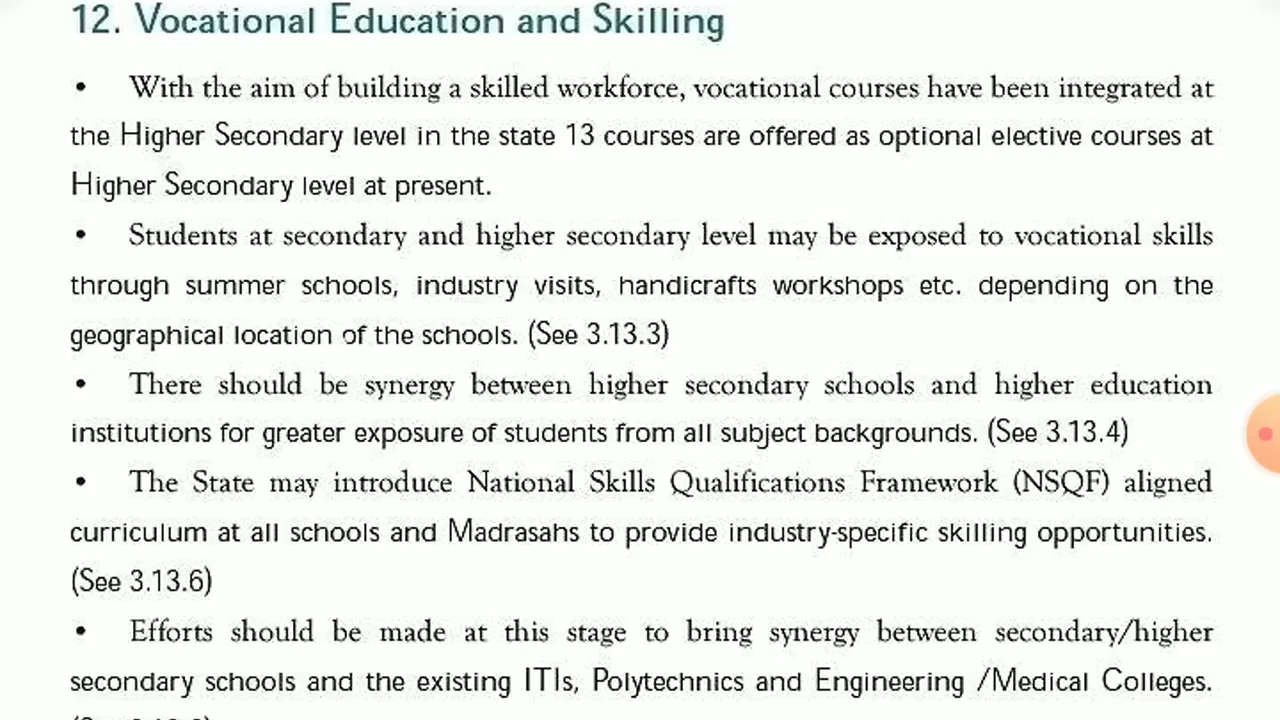 12. Vocational Education and Skilling
• With the aim of building a skilled workforce, vocational courses have been integrated at
the Higher Secondary level in the state 13 courses are offered as optional elective courses at
Higher Secondary level at present.
• Students at secondary and higher secondary level may be exposed to vocational skills
through summer schools, industry visits, handicrafts workshops etc. depending on the
geographical location of the schools. (See 3.13.3)
• There should be synergy between higher secondary schools and higher education
institutions for greater exposure of students from all subject backgrounds. (See 3.13.4)
• The State may introduce National Skills Qualifications Framework (NSQF) aligned
curriculum at all schools and Madrasahs to provide industry-specific skilling opportunities.
(See 3.13.6)
• Efforts should be made at this stage to bring synergy between secondary/higher
secondary schools and the existing ITIs, Polytechnics and Engineering /Medical Colleges.